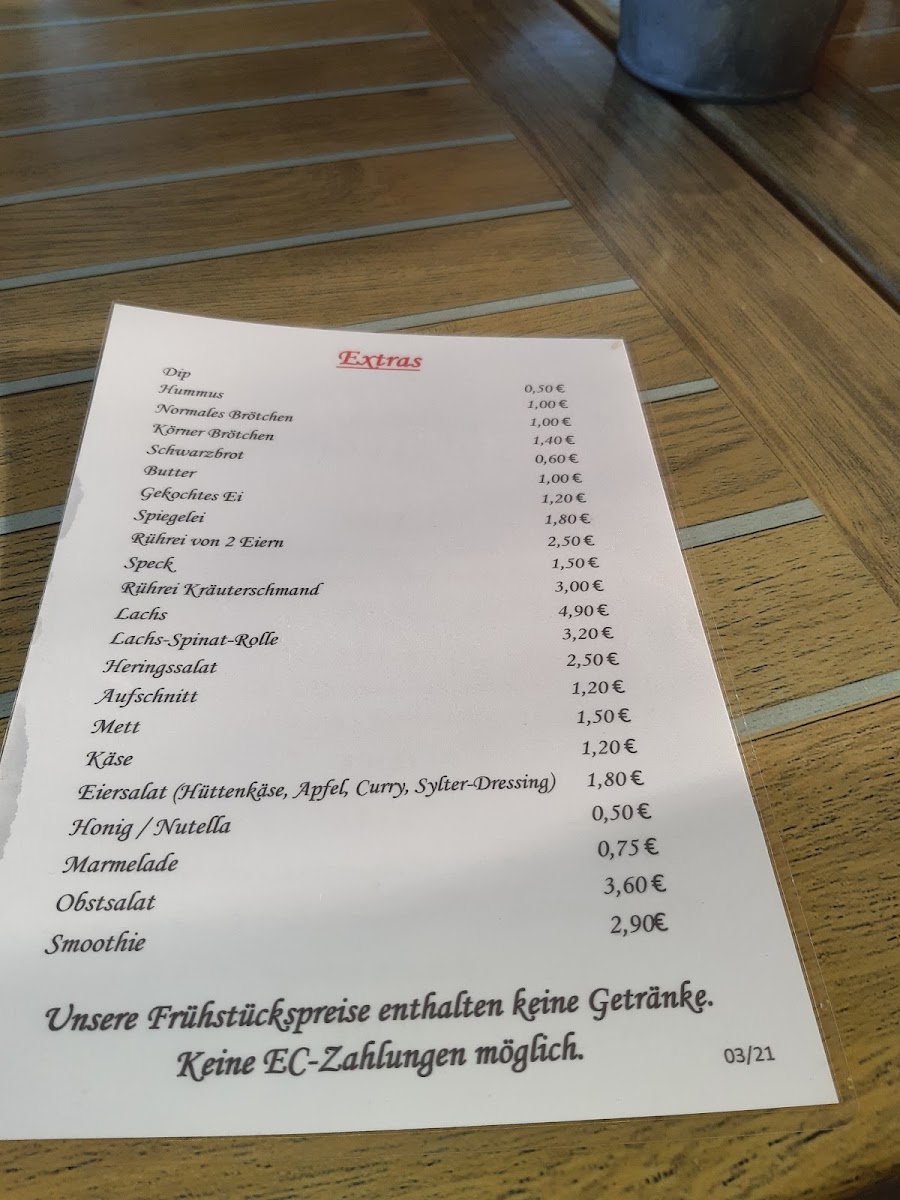 Extras
Dip 0,50 €
Hummus 1,00 €
Normales Brötchen 1,00 €
Körner Brötchen 1,40 €
Schwarzbrot 0,60 €
Butter 1,00 €
Gekochtes Ei 1,20 €
Spiegelei 1,80 €
Rührei von 2 Eiern 2,50 €
Speck 1,50 €
Rührei Kräuterschmand 3,00 €
Lachs 4,90 €
Lachs-Spinat-Rolle 3,20 €
Heringssalat 2,50 €
Aufschnitt 1,20 €
Mett 1,50 €
Käse 1,20 €
Eiersalat (Hüttenkäse, Apfel, Curry, Sylter-Dressing) 1,80 €
Honig / Nutella 0,50 €
Marmelade 0,75 €
Obstsalat 3,60 €
Smoothie 2,90€
Unsere Frühstückspreise enthalten keine Getränke.
Keine EC-Zahlungen möglich.
03/21